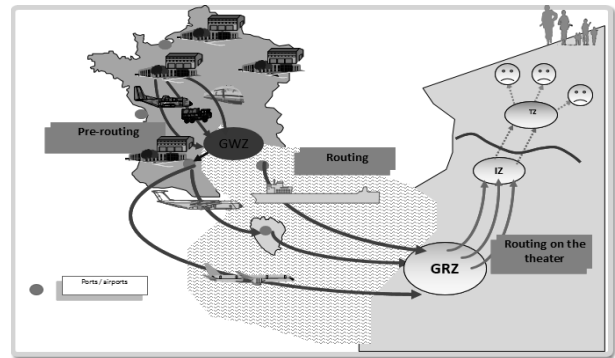 TZ
Pre-routing
GWZ
Routing
IZ
Routing on the
theater
GRZ
Ports / airports